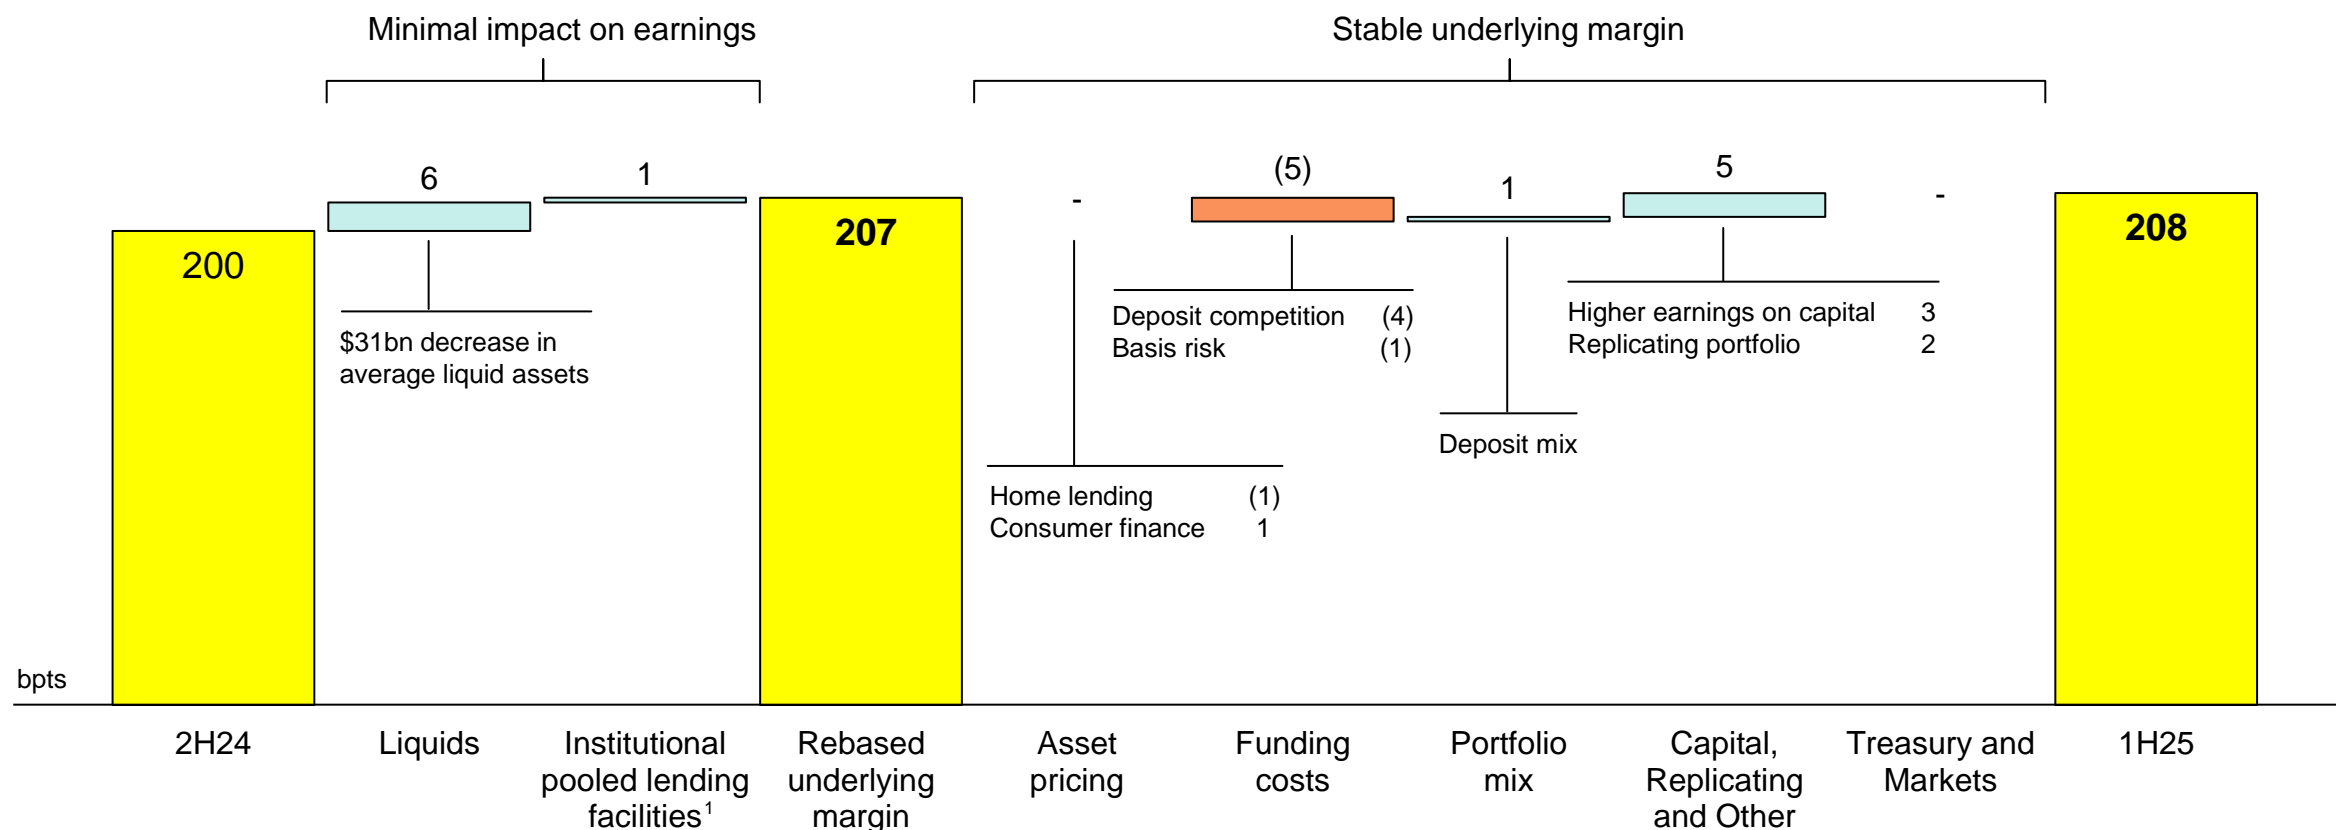 Minimal impact on earnings
Stable underlying margin
200
6
1
207
-
(5)
1
5
-
208
$31bn decrease in
average liquid assets
Home lending (1)
Consumer finance 1
Deposit competition (4)
Basis risk (1)
Deposit mix
Higher earnings on capital 3
Replicating portfolio 2
bpts
2H24
Liquids
Institutional
pooled lending
facilities¹
Rebased
underlying
margin
Asset
pricing
Funding
costs
Portfolio
mix
Capital,
Replicating
and Other
Treasury and
Markets
1H25